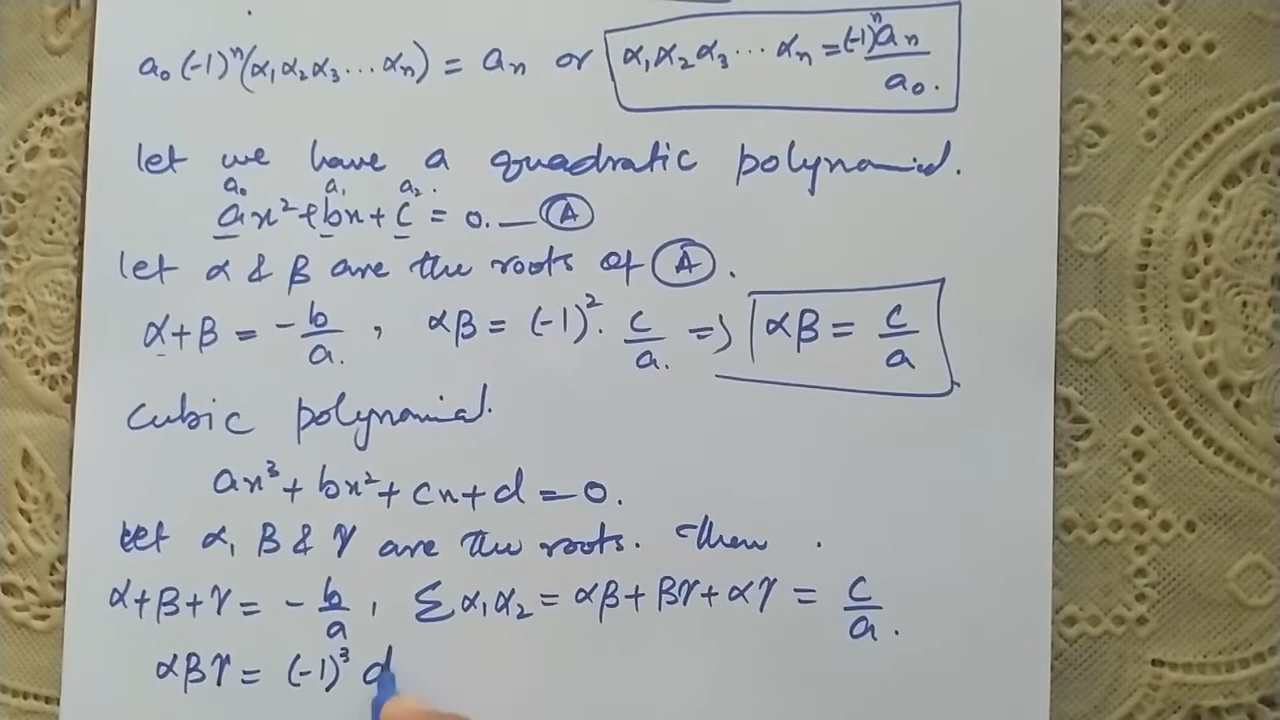 a₀(-1)ⁿ(α₁α₂α₃...αₙ) = aₙ or α₁α₂α₃...αₙ = (-1)ⁿaₙ/a₀.
let we have a quadratic polynomial.
a₀ a₁ a₂.
ax²+bx+c = 0. — Ⓐ
let α & β are the roots of Ⓐ.
α+β = -b/a. , αβ = (-1)². c/a. => αβ = c/a
Cubic polynomial.
ax³+bx²+cx+d = 0.
Let α, β & γ are the roots. Then .
α+β+γ = -b/a , Σα₁α₂ = αβ+βγ+αγ = c/a.
αβγ = (-1)³ d